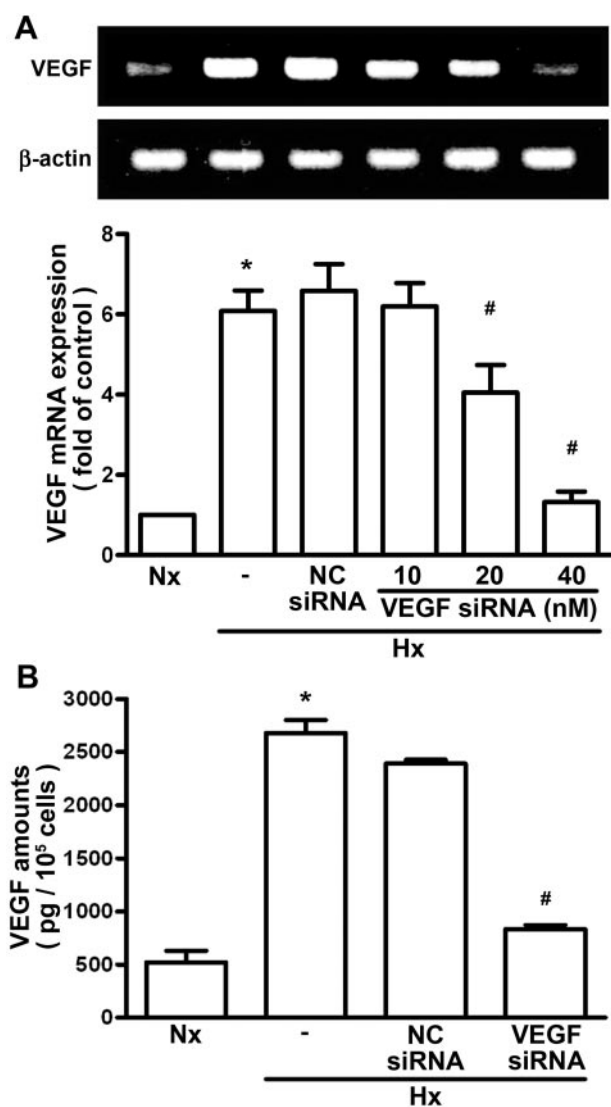 A
VEGF
β-actin
VEGF mRNA expression
( fold of control )
8
6
4
2
0
*
#
#
Nx - NC siRNA 10 20 40
VEGF siRNA (nM)
Hx
B
VEGF amounts
( pg / 10⁵ cells )
3000
2500
2000
1500
1000
500
0
*
#
Nx - NC siRNA VEGF siRNA
Hx